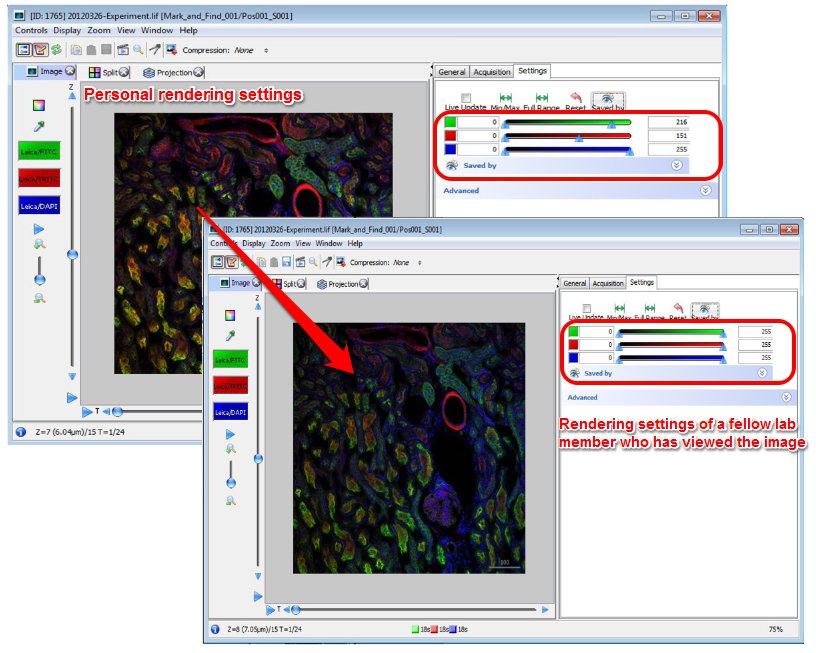 [ID: 1765] 20120326-Experiment.lif [Mark_and_Find_001/Pos001_S001]
Controls Display Zoom View Window Help
Compression: None
Image Split Projection
General Acquisition Settings
Personal rendering settings
Z
Live Update Min/Max Full Range Reset Saved by
0 216
0 151
0 255
Saved by
Advanced
Leica/FITC
Leica/TRITC
Leica/DAPI
T
Z=7 (6.04µm)/15 T=1/24
[ID: 1765] 20120326-Experiment.lif [Mark_and_Find_001/Pos001_S001]
Controls Display Zoom View Window Help
Compression: None
Image Split Projection
General Acquisition Settings
Z
Live Update Min/Max Full Range Reset Saved by
0 255
0 255
0 255
Saved by
Advanced
Leica/FITC
Leica/TRITC
Leica/DAPI
Rendering settings of a fellow lab
member who has viewed the image
100
T
Z=8 (7.05µm)/15 T=1/24
18s 18s 18s
75%